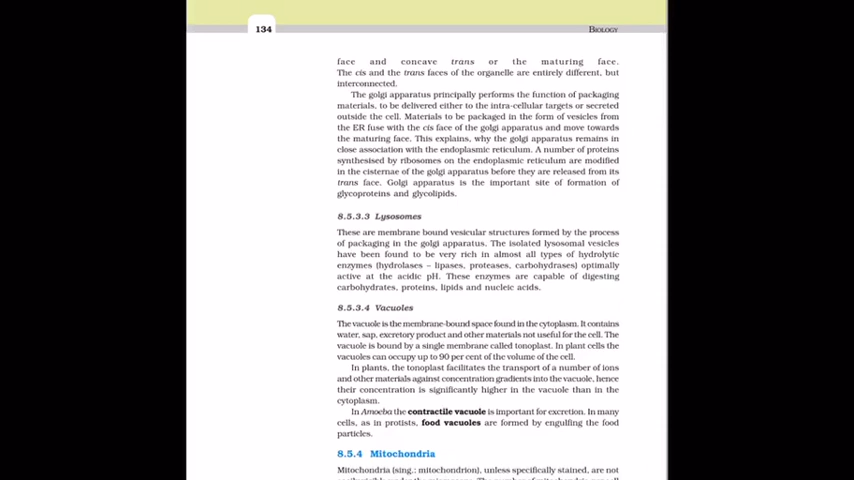 134
BIOLOGY
face and concave trans or the maturing face.
The cis and the trans faces of the organelle are entirely different, but
interconnected.
The golgi apparatus principally performs the function of packaging
materials, to be delivered either to the intra-cellular targets or secreted
outside the cell. Materials to be packaged in the form of vesicles from
the ER fuse with the cis face of the golgi apparatus and move towards
the maturing face. This explains, why the golgi apparatus remains in
close association with the endoplasmic reticulum. A number of proteins
synthesised by ribosomes on the endoplasmic reticulum are modified
in the cisternae of the golgi apparatus before they are released from its
trans face. Golgi apparatus is the important site of formation of
glycoproteins and glycolipids.
8.5.3.3 Lysosomes
These are membrane bound vesicular structures formed by the process
of packaging in the golgi apparatus. The isolated lysosomal vesicles
have been found to be very rich in almost all types of hydrolytic
enzymes (hydrolases – lipases, proteases, carbohydrases) optimally
active at the acidic pH. These enzymes are capable of digesting
carbohydrates, proteins, lipids and nucleic acids.
8.5.3.4 Vacuoles
The vacuole is the membrane-bound space found in the cytoplasm. It contains
water, sap, excretory product and other materials not useful for the cell. The
vacuole is bound by a single membrane called tonoplast. In plant cells the
vacuoles can occupy up to 90 per cent of the volume of the cell.
In plants, the tonoplast facilitates the transport of a number of ions
and other materials against concentration gradients into the vacuole, hence
their concentration is significantly higher in the vacuole than in the
cytoplasm.
In Amoeba the contractile vacuole is important for excretion. In many
cells, as in protists, food vacuoles are formed by engulfing the food
particles.
8.5.4 Mitochondria
Mitochondria (sing.: mitochondrion), unless specifically stained, are not